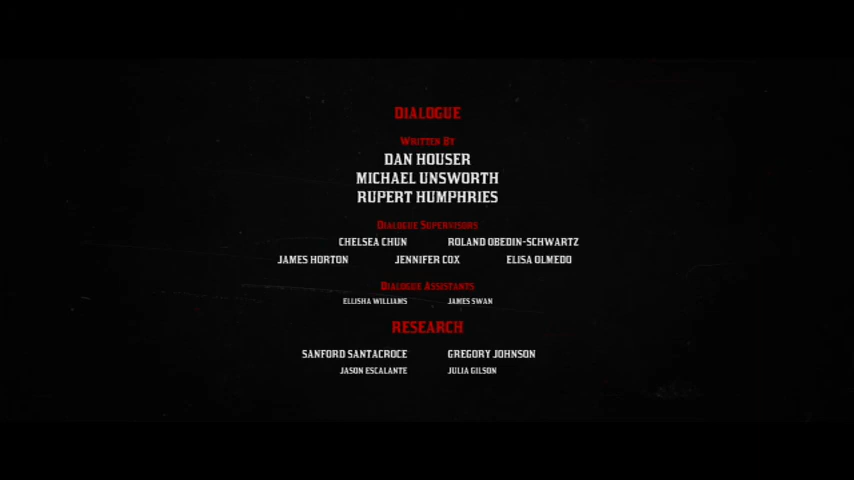 DIALOGUE
WRITTEN BY
DAN HOUSER
MICHAEL UNSWORTH
RUPERT HUMPHRIES
DIALOGUE SUPERVISORS
CHELSEA CHUN ROLAND OBEDIN-SCHWARTZ
JAMES HORTON JENNIFER COX ELISA OLMEDO
DIALOGUE ASSISTANTS
ELLISHA WILLIAMS JAMES SWAN
RESEARCH
SANFORD SANTACROCE GREGORY JOHNSON
JASON ESCALANTE JULIA GILSON